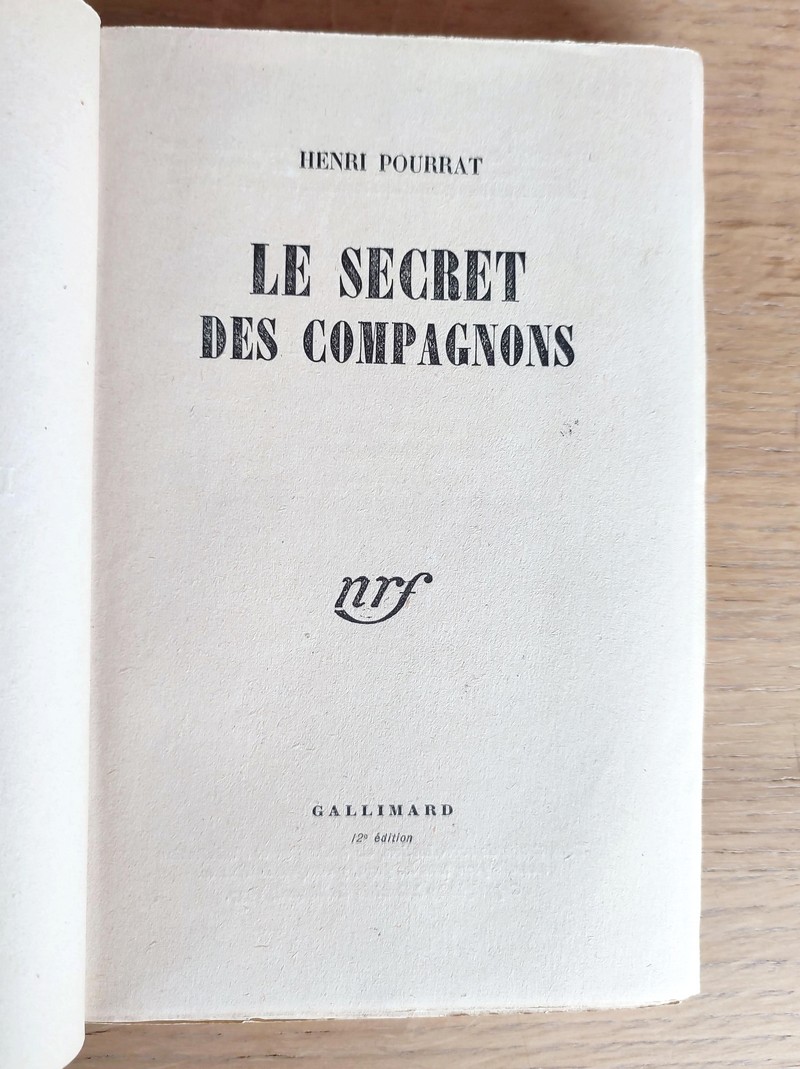 HENRI POURRAT
LE SECRET
DES COMPAGNONS
nrf
GALLIMARD
12e édition